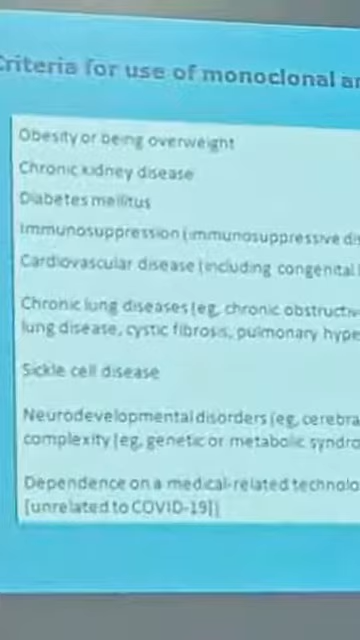 Criteria for use of monoclonal an
Obesity or being overweight
Chronic kidney disease
Diabetes mellitus
Immunosuppression (immunosuppressive dis
Cardiovascular disease (including congenital
Chronic lung diseases (eg, chronic obstructiv
lung disease, cystic fibrosis, pulmonary hype
Sickle cell disease
Neurodevelopmental disorders (eg, cerebra
complexity (eg, genetic or metabolic syndro
Dependence on a medical-related technolo
[unrelated to COVID-19])